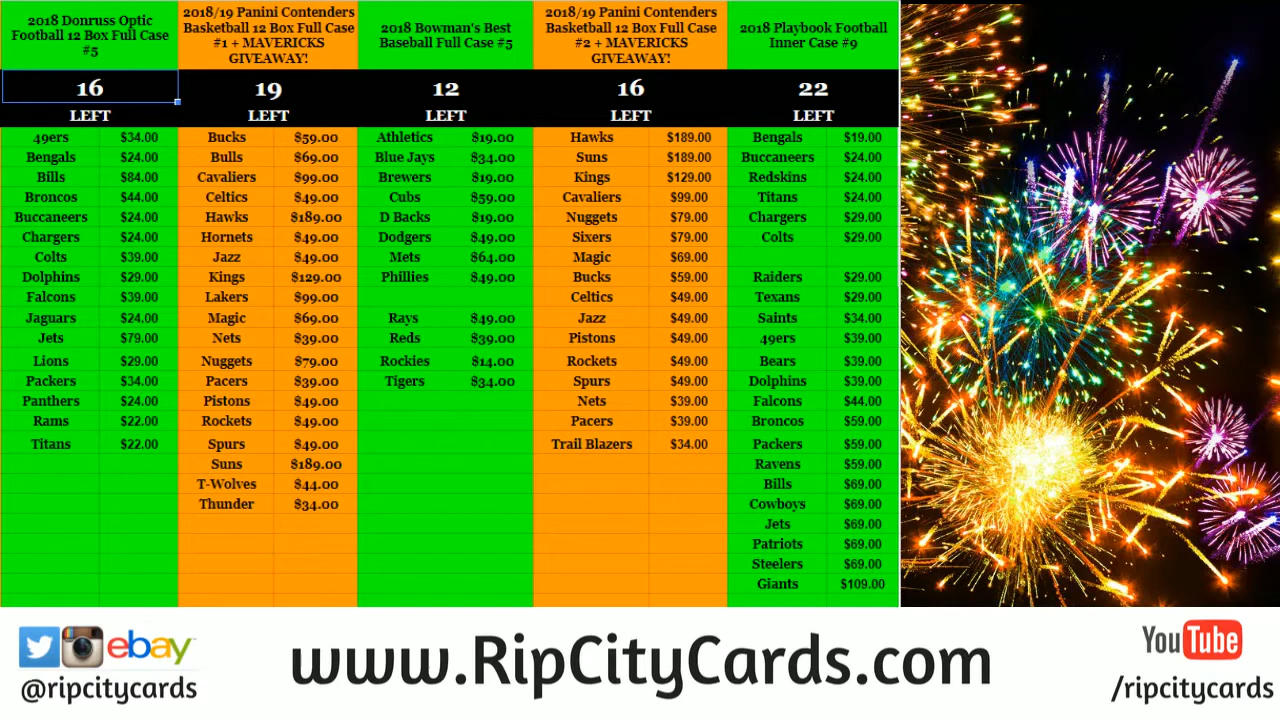 2018 Donruss Optic
Football 12 Box Full Case
#5
2018/19 Panini Contenders
Basketball 12 Box Full Case
#1 + MAVERICKS
GIVEAWAY!
2018 Bowman's Best
Baseball Full Case #5
2018/19 Panini Contenders
Basketball 12 Box Full Case
#2 + MAVERICKS
GIVEAWAY!
2018 Playbook Football
Inner Case #9
16 19 12 16 22
LEFT LEFT LEFT LEFT LEFT
49ers $34.00 Bucks $59.00 Athletics $19.00 Hawks $189.00 Bengals $19.00
Bengals $24.00 Bulls $69.00 Blue Jays $34.00 Suns $189.00 Buccaneers $24.00
Bills $84.00 Cavaliers $99.00 Brewers $19.00 Kings $129.00 Redskins $24.00
Broncos $44.00 Celtics $49.00 Cubs $59.00 Cavaliers $99.00 Titans $24.00
Buccaneers $24.00 Hawks $189.00 D Backs $19.00 Nuggets $79.00 Chargers $29.00
Chargers $24.00 Hornets $49.00 Dodgers $49.00 Sixers $79.00 Colts $29.00
Colts $39.00 Jazz $49.00 Mets $64.00 Magic $69.00
Dolphins $29.00 Kings $129.00 Phillies $49.00 Bucks $59.00 Raiders $29.00
Falcons $39.00 Lakers $99.00 Celtics $49.00 Texans $29.00
Jaguars $24.00 Magic $69.00 Rays $49.00 Jazz $49.00 Saints $34.00
Jets $79.00 Nets $39.00 Reds $39.00 Pistons $49.00 49ers $39.00
Lions $29.00 Nuggets $79.00 Rockies $14.00 Rockets $49.00 Bears $39.00
Packers $34.00 Pacers $39.00 Tigers $34.00 Spurs $49.00 Dolphins $39.00
Panthers $24.00 Pistons $49.00 Nets $39.00 Falcons $44.00
Rams $22.00 Rockets $49.00 Pacers $39.00 Broncos $59.00
Titans $22.00 Spurs $49.00 Trail Blazers $34.00 Packers $59.00
Suns $189.00 Ravens $59.00
T-Wolves $44.00 Bills $69.00
Thunder $34.00 Cowboys $69.00
Jets $69.00
Patriots $69.00
Steelers $69.00
Giants $109.00
ebay
@ripcitycards
www.RipCityCards.com
YouTube
/ripcitycards